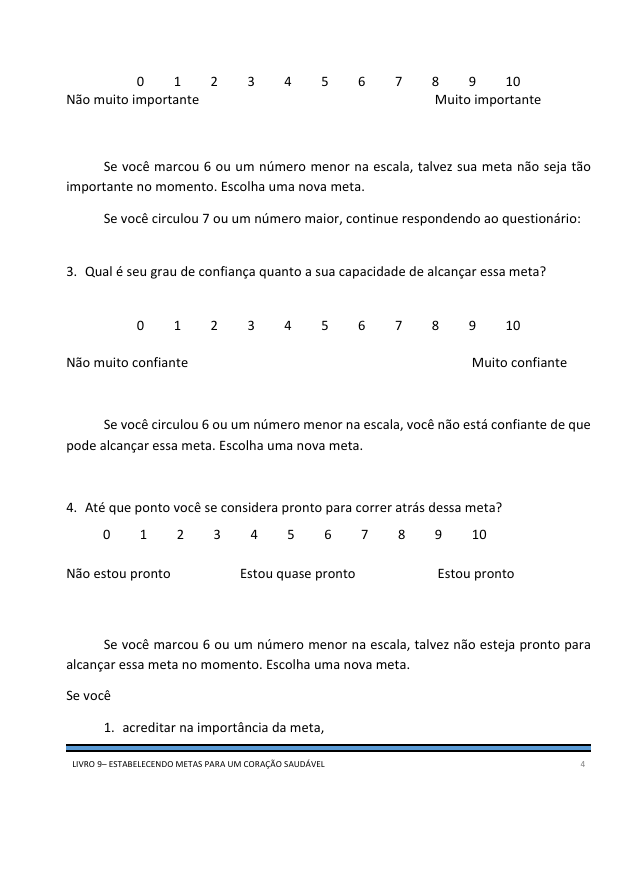 0 1 2 3 4 5 6 7 8 9 10
Não muito importante Muito importante
Se você marcou 6 ou um número menor na escala, talvez sua meta não seja tão
importante no momento. Escolha uma nova meta.
Se você circulou 7 ou um número maior, continue respondendo ao questionário:
3. Qual é seu grau de confiança quanto a sua capacidade de alcançar essa meta?
0 1 2 3 4 5 6 7 8 9 10
Não muito confiante Muito confiante
Se você circulou 6 ou um número menor na escala, você não está confiante de que
pode alcançar essa meta. Escolha uma nova meta.
4. Até que ponto você se considera pronto para correr atrás dessa meta?
0 1 2 3 4 5 6 7 8 9 10
Não estou pronto Estou quase pronto Estou pronto
Se você marcou 6 ou um número menor na escala, talvez não esteja pronto para
alcançar essa meta no momento. Escolha uma nova meta.
Se você
1. acreditar na importância da meta,
LIVRO 9– ESTABELECENDO METAS PARA UM CORAÇÃO SAUDÁVEL 4